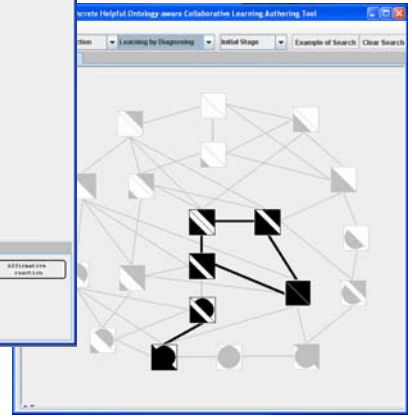 ncrete Helpful Ontology-aware Collaborative Learning Authoring Tool
ction Learning by Diagnosing Initial Stage Example of Search Clear Search
Affirmative
reaction